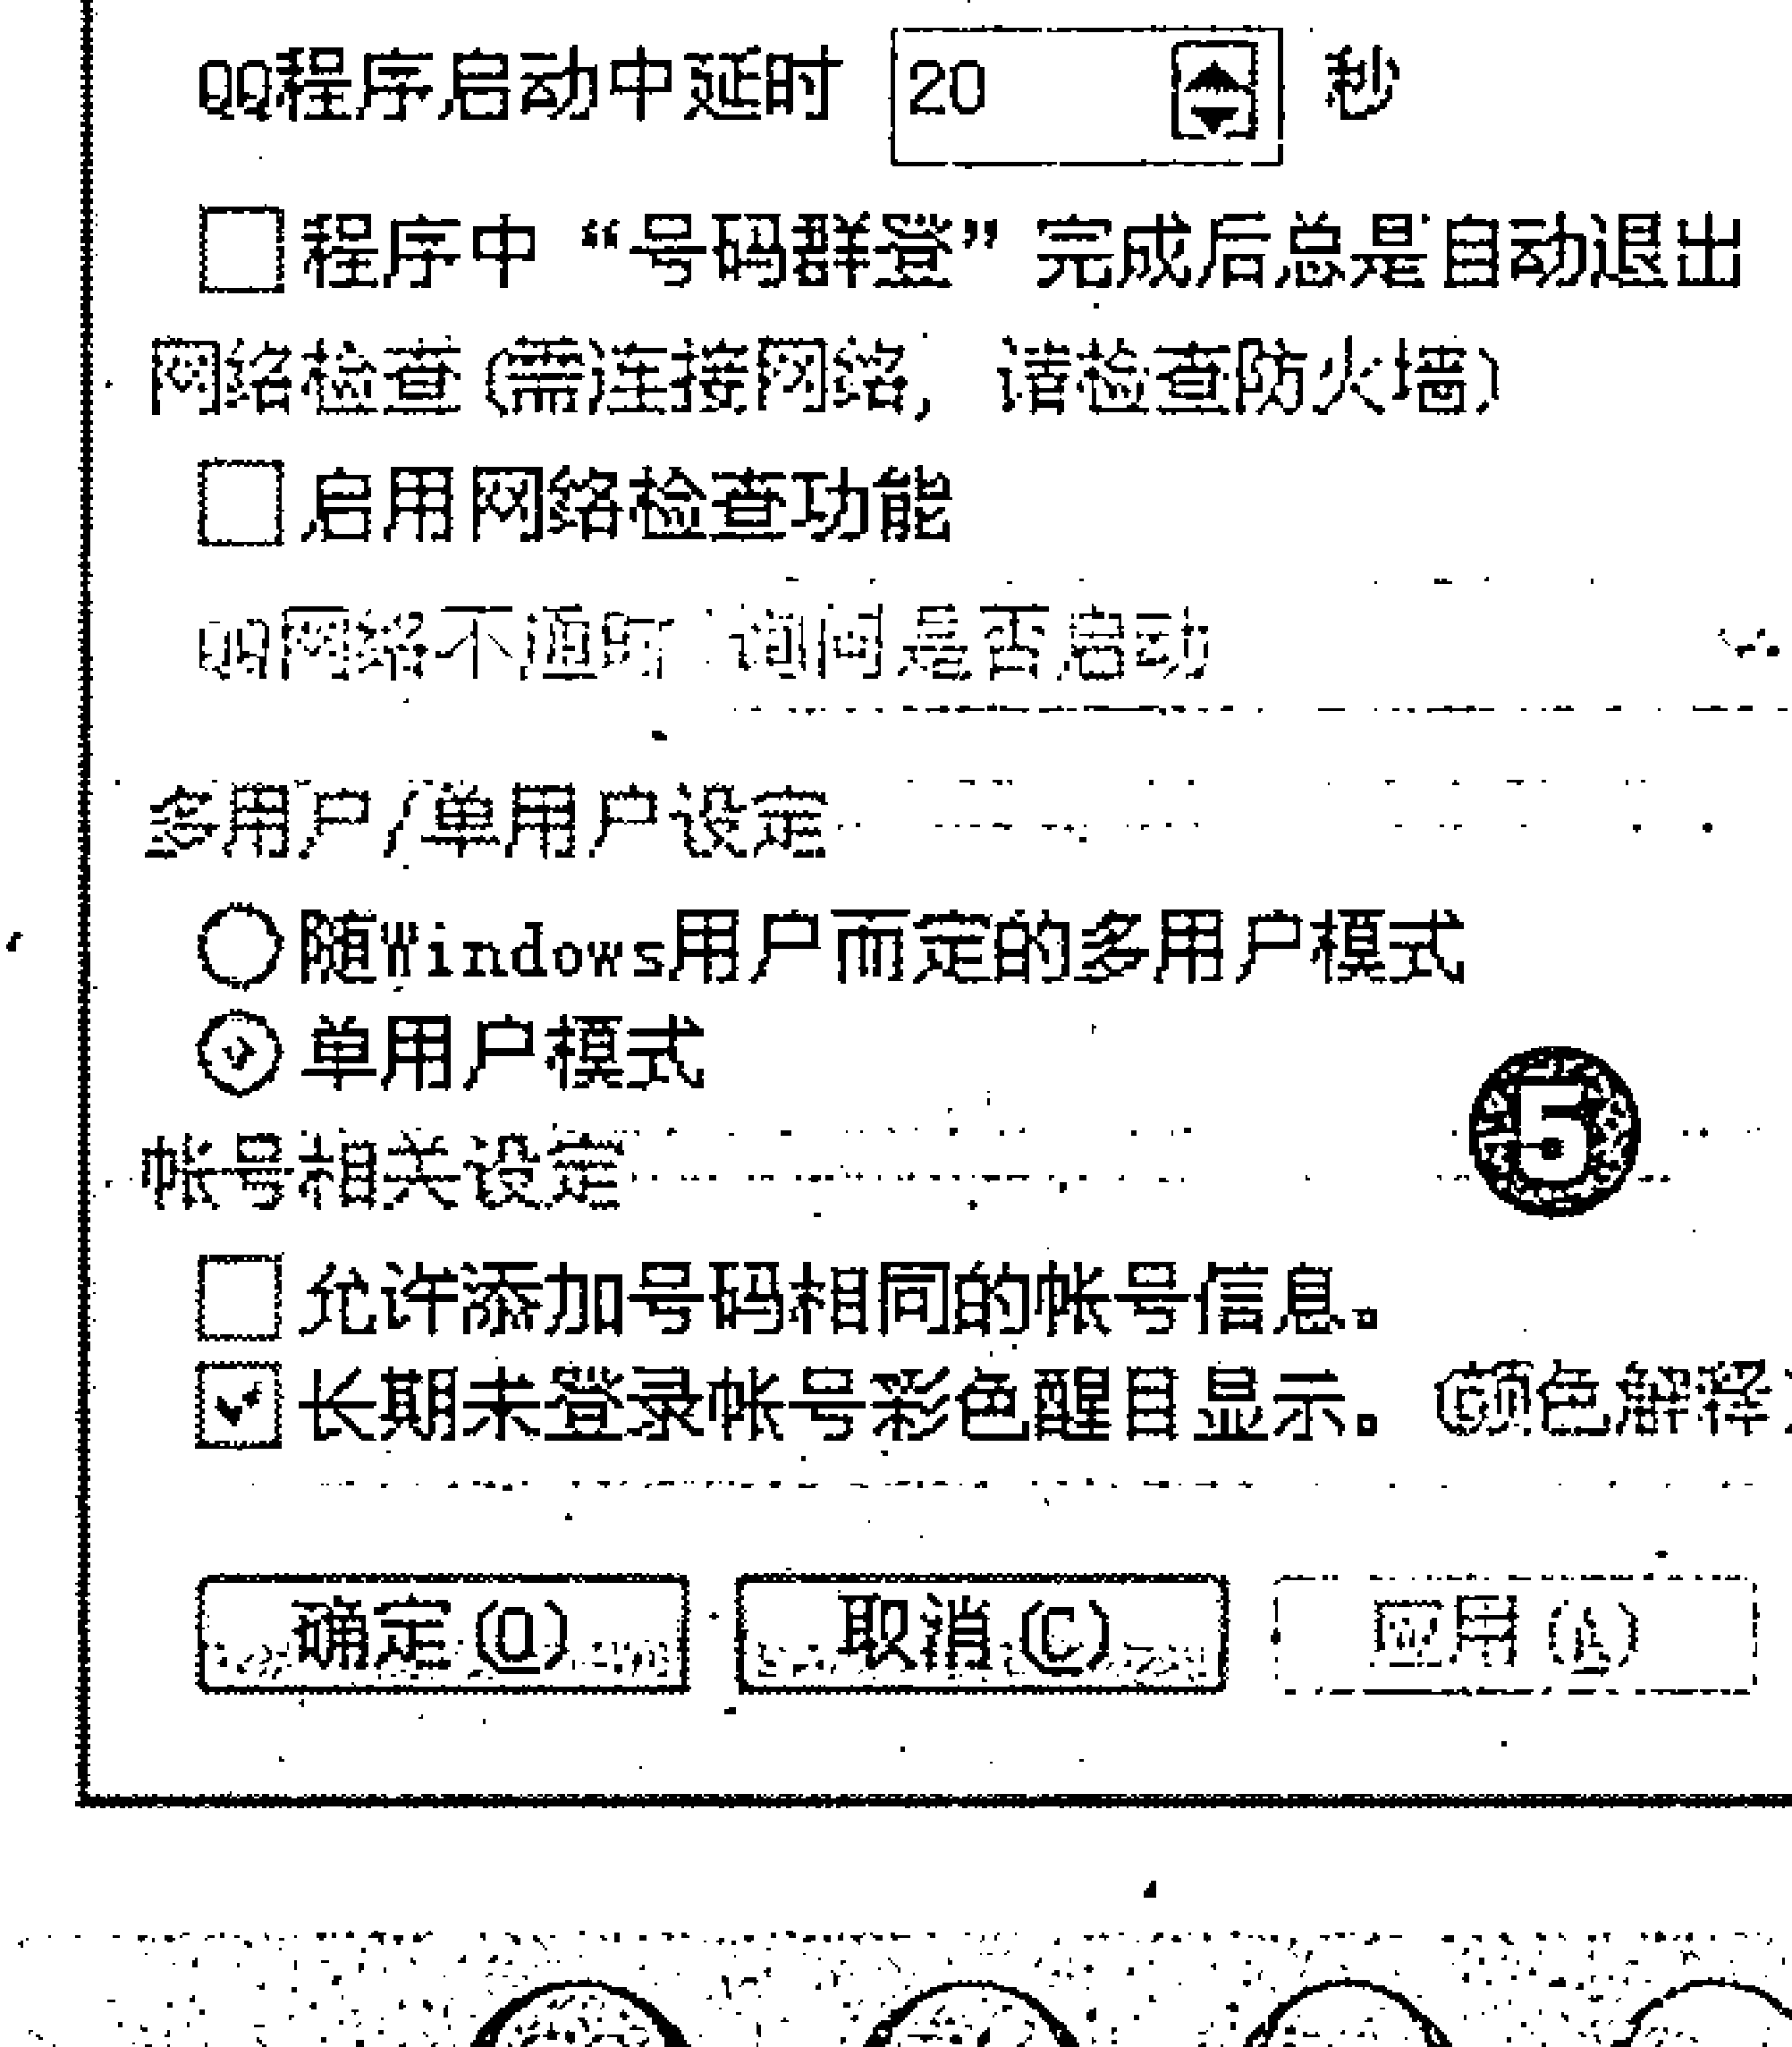 QQ程序启动中延时 20 秒
程序中“号码群登”完成后总是自动退出
网络检查(需连接网络，请检查防火墙)
启用网络检查功能
如网络不通时 询问是否启动
多用户/单用户设定
随Windows用户而定的多用户模式
单用户模式
5
帐号相关设定
允许添加号码相同的帐号信息。
长期未登录帐号彩色醒目显示。 (颜色解释)
确定(O) 取消(C) 应用(A)